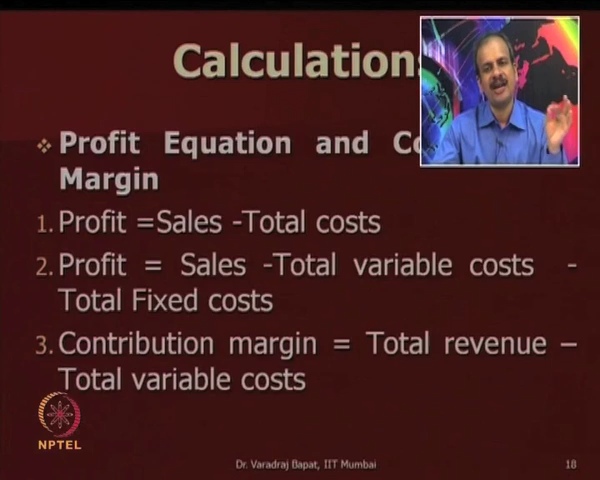 Calculations
❖ Profit Equation and Co
Margin
1. Profit =Sales -Total costs
2. Profit = Sales -Total variable costs -
Total Fixed costs
3. Contribution margin = Total revenue –
Total variable costs
NPTEL
Dr. Varadraj Bapat, IIT Mumbai
18